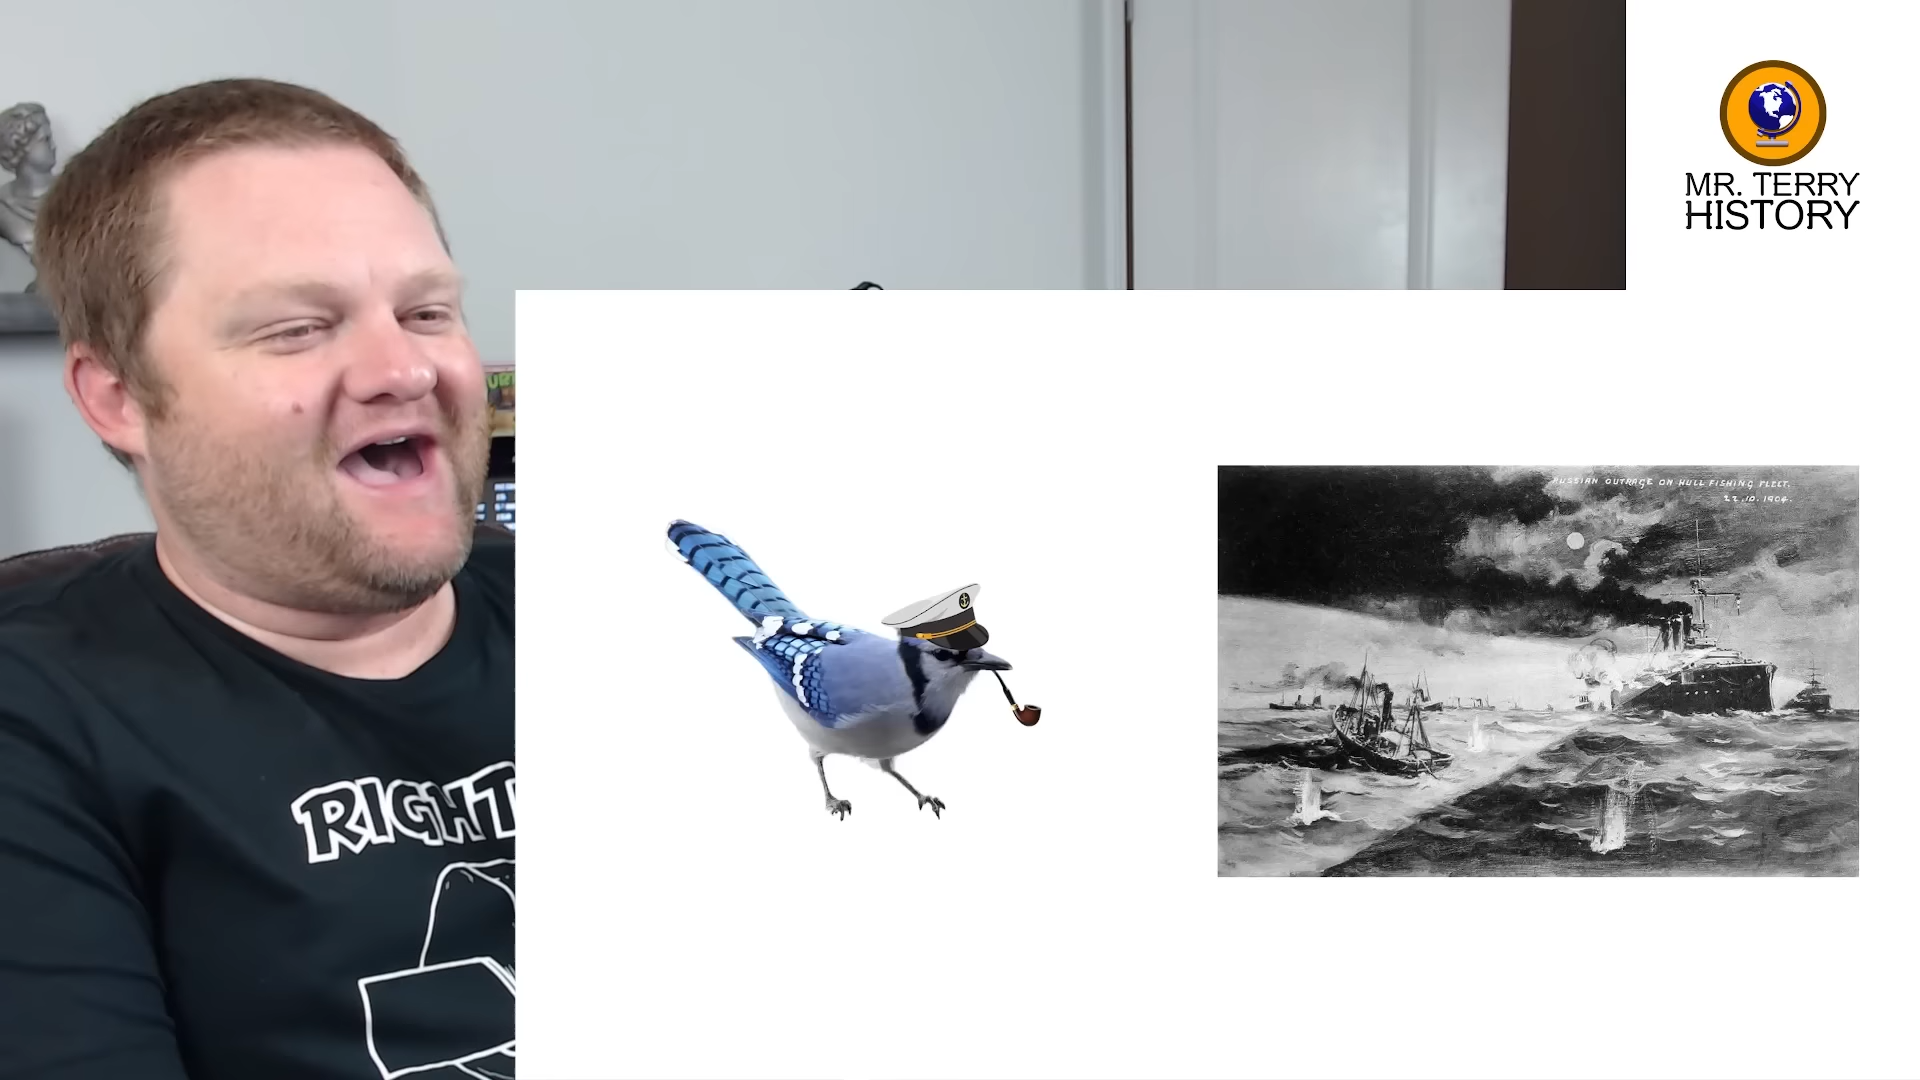 MR. TERRY
HISTORY
RUSSIAN OUTRAGE ON HULL FISHING FLEET.
22.10.1904.
RIGHT